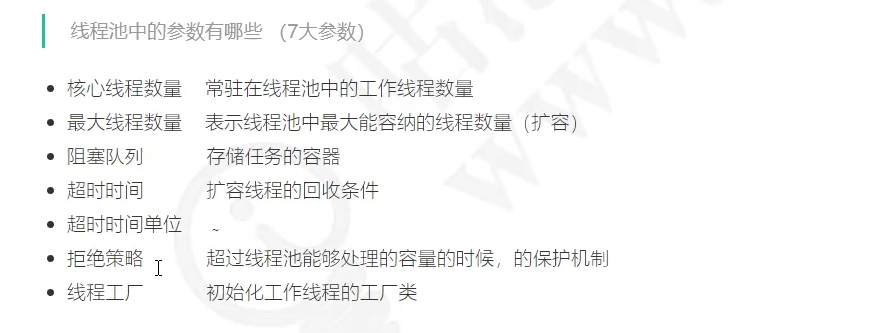 线程池中的参数有哪些 （7大参数）
核心线程数量 常驻在线程池中的工作线程数量
最大线程数量 表示线程池中最大能容纳的线程数量（扩容）
阻塞队列 存储任务的容器
超时时间 扩容线程的回收条件
超时时间单位 ~
拒绝策略 超过线程池能够处理的容量的时候，的保护机制
线程工厂 初始化工作线程的工厂类
www.